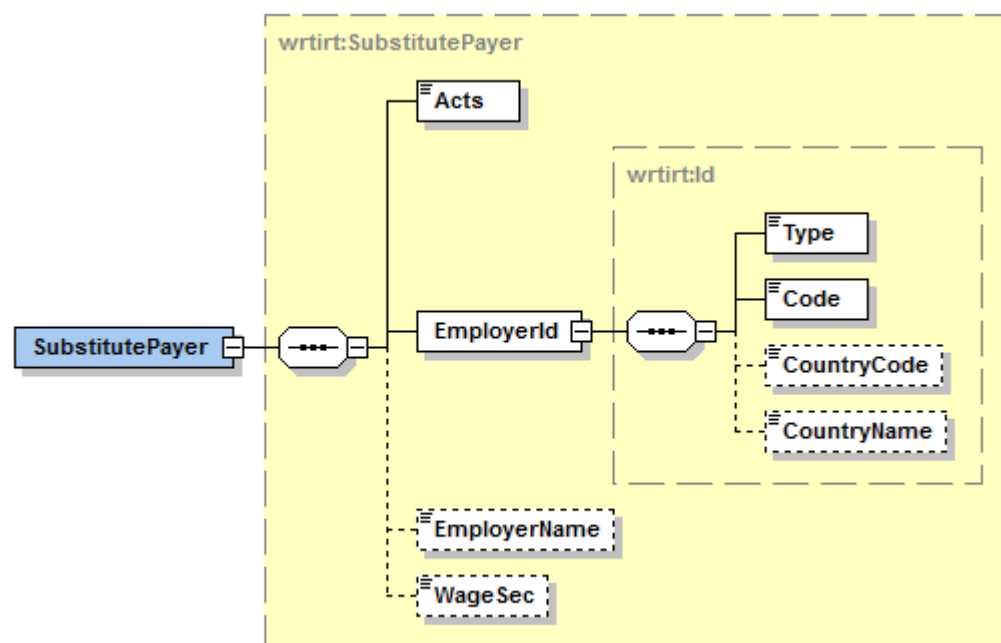 wrtirt:SubstitutePayer
Acts
wrtirt:Id
Type
Code
SubstitutePayer
EmployerId
CountryCode
CountryName
EmployerName
WageSec